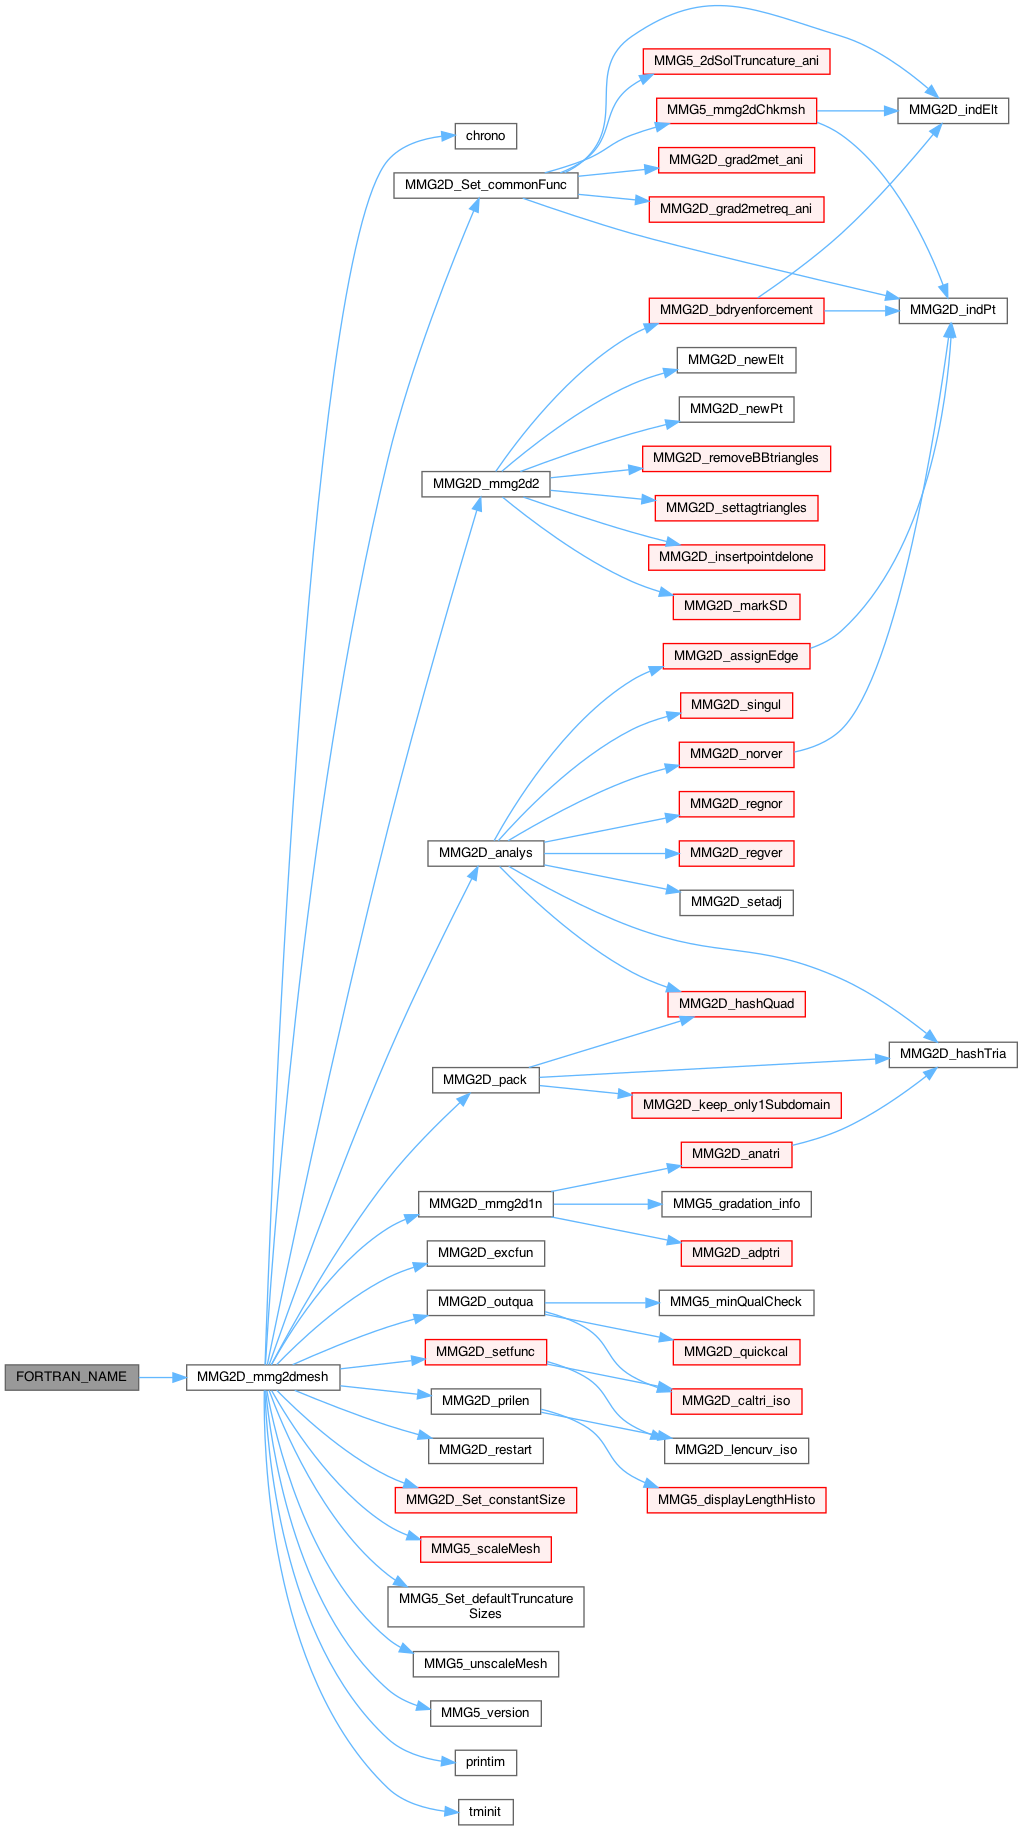 MMG5_2dSolTruncature_ani
MMG5_mmg2dChkmsh
MMG2D_indElt
chrono
MMG2D_grad2met_ani
MMG2D_Set_commonFunc
MMG2D_grad2metreq_ani
MMG2D_bdryenforcement
MMG2D_indPt
MMG2D_newElt
MMG2D_newPt
MMG2D_removeBBtriangles
MMG2D_mmg2d2
MMG2D_settagtriangles
MMG2D_insertpointdelone
MMG2D_markSD
MMG2D_assignEdge
MMG2D_singul
MMG2D_norver
MMG2D_regnor
MMG2D_analys
MMG2D_regver
MMG2D_setadj
MMG2D_hashQuad
MMG2D_hashTria
MMG2D_pack
MMG2D_keep_only1Subdomain
MMG2D_anatri
MMG2D_mmg2d1n
MMG5_gradation_info
MMG2D_excfun
MMG2D_adptri
MMG2D_outqua
MMG5_minQualCheck
MMG2D_setfunc
MMG2D_quickcal
FORTRAN_NAME
MMG2D_mmg2dmesh
MMG2D_prilen
MMG2D_caltri_iso
MMG2D_restart
MMG2D_lencurv_iso
MMG2D_Set_constantSize
MMG5_displayLengthHisto
MMG5_scaleMesh
MMG5_Set_defaultTruncature
Sizes
MMG5_unscaleMesh
MMG5_version
printim
tminit